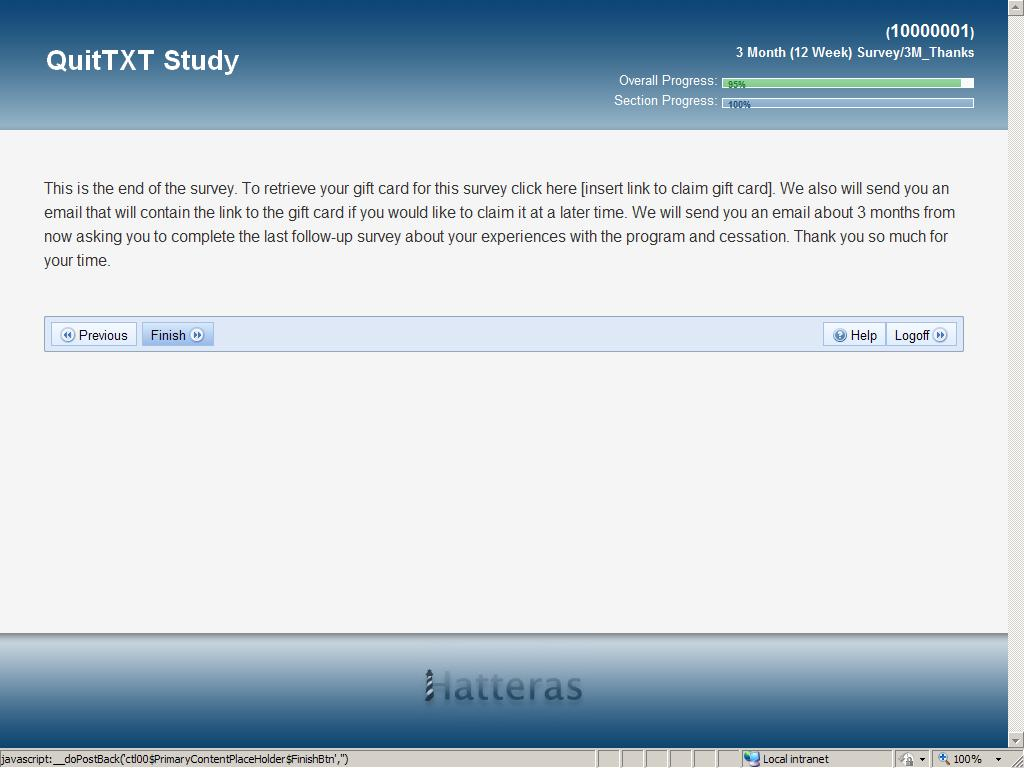 QuitTXT Study
(10000001)
3 Month (12 Week) Survey/3M_Thanks
Overall Progress: 95%
Section Progress: 100%
This is the end of the survey. To retrieve your gift card for this survey click here [insert link to claim gift card]. We also will send you an
email that will contain the link to the gift card if you would like to claim it at a later time. We will send you an email about 3 months from
now asking you to complete the last follow-up survey about your experiences with the program and cessation. Thank you so much for
your time.
Previous Finish Help Logoff
Hatteras
javascript:__doPostBack('ctl00$PrimaryContentPlaceHolder$FinishBtn','') Local intranet 100%